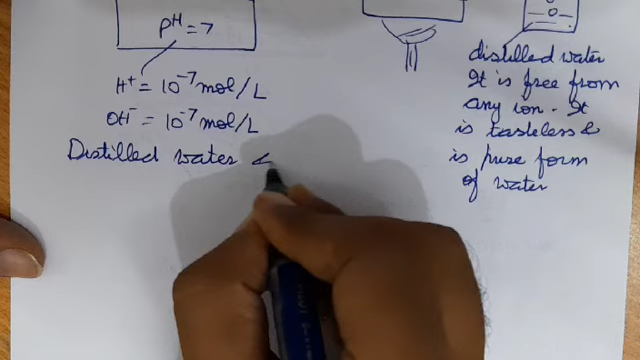 pH = 7
H+ = 10-7 mol/L
OH- = 10-7 mol/L
Distilled water
distilled water
It is free from
any ion. It
is tasteless &
is pure form
of water